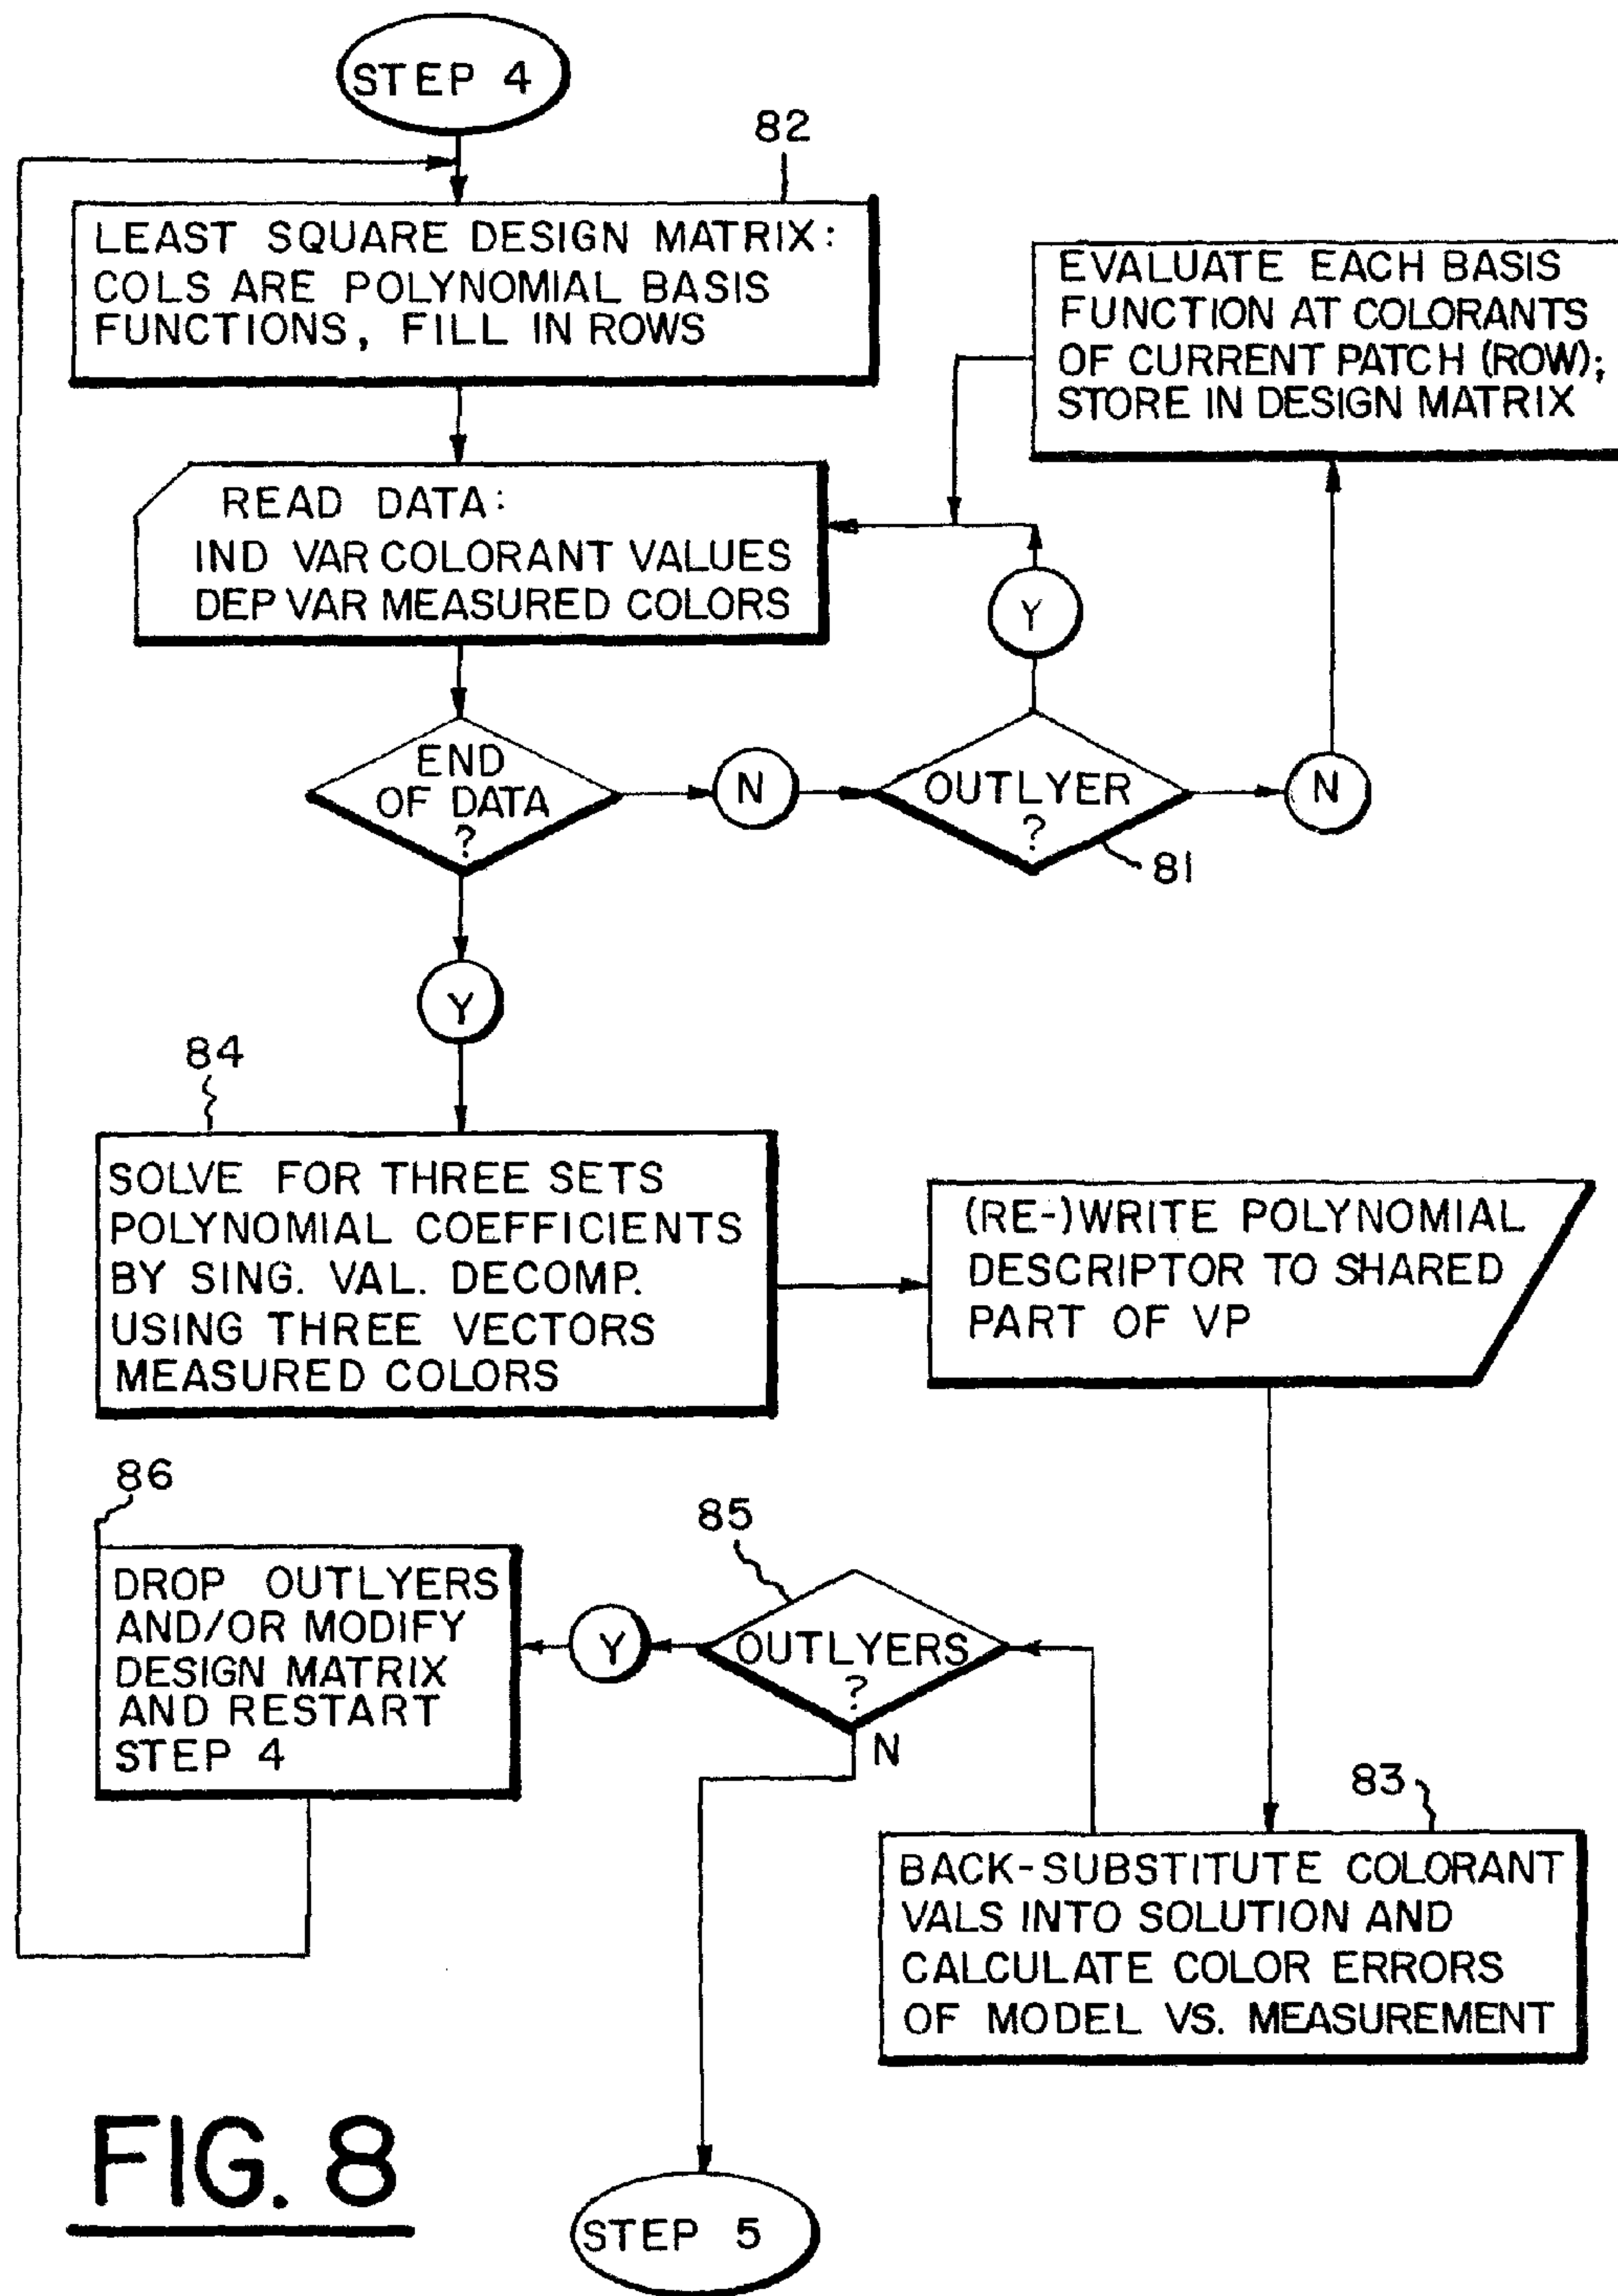 STEP 4
82
LEAST SQUARE DESIGN MATRIX:
COLS ARE POLYNOMIAL BASIS
FUNCTIONS, FILL IN ROWS
EVALUATE EACH BASIS
FUNCTION AT COLORANTS
OF CURRENT PATCH (ROW);
STORE IN DESIGN MATRIX
READ DATA:
IND VAR COLORANT VALUES
DEP VAR MEASURED COLORS
Y
END
OF DATA
?
N
OUTLYER
?
N
81
Y
84
SOLVE FOR THREE SETS
POLYNOMIAL COEFFICIENTS
BY SING. VAL. DECOMP.
USING THREE VECTORS
MEASURED COLORS
(RE-)WRITE POLYNOMIAL
DESCRIPTOR TO SHARED
PART OF VP
86
85
DROP OUTLYERS
AND/OR MODIFY
DESIGN MATRIX
AND RESTART
STEP 4
Y
OUTLYERS
?
N
83
BACK-SUBSTITUTE COLORANT
VALS INTO SOLUTION AND
CALCULATE COLOR ERRORS
OF MODEL VS. MEASUREMENT
FIG. 8
STEP 5